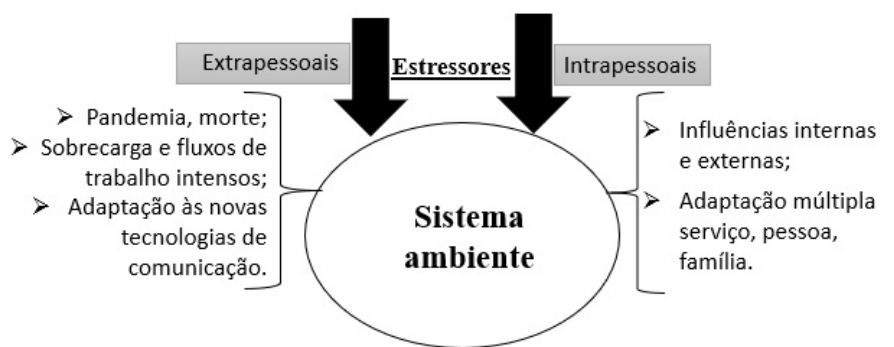 Extrapessoais
Estressores
Intrapessoais
➢ Pandemia, morte;
➢ Sobrecarga e fluxos de
trabalho intensos;
➢ Adaptação às novas
tecnologias de
comunicação.
Sistema
ambiente
➢ Influências internas
e externas;
➢ Adaptação múltipla
serviço, pessoa,
família.